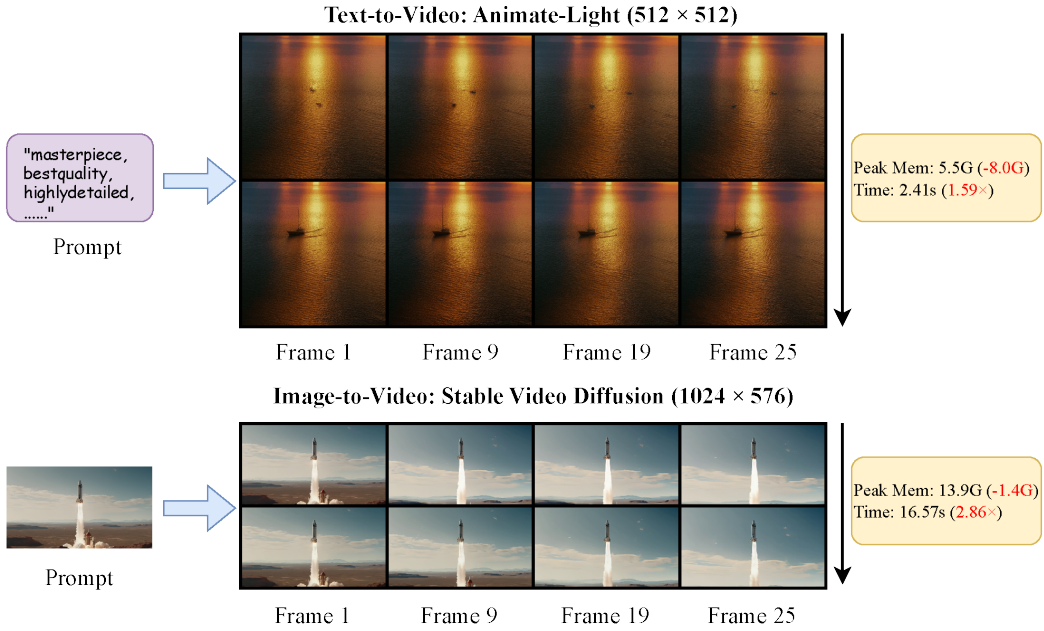 Text-to-Video: Animate-Light (512 × 512)
"masterpiece,
bestquality,
highlydetailed,
......"
Prompt
Peak Mem: 5.5G (-8.0G)
Time: 2.41s (1.59×)
Frame 1
Frame 9
Frame 19
Frame 25
Image-to-Video: Stable Video Diffusion (1024 × 576)
Prompt
Peak Mem: 13.9G (-1.4G)
Time: 16.57s (2.86×)
Frame 1
Frame 9
Frame 19
Frame 25